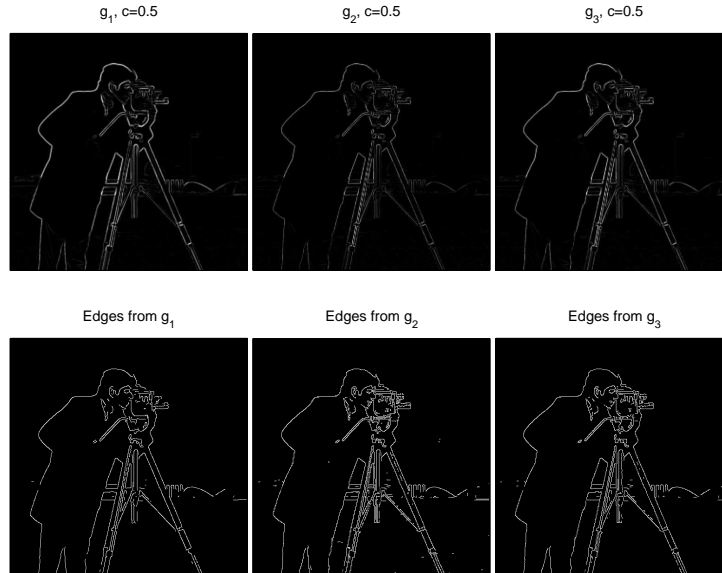 g1, c=0.5
g2, c=0.5
g3, c=0.5
Edges from g1
Edges from g2
Edges from g3